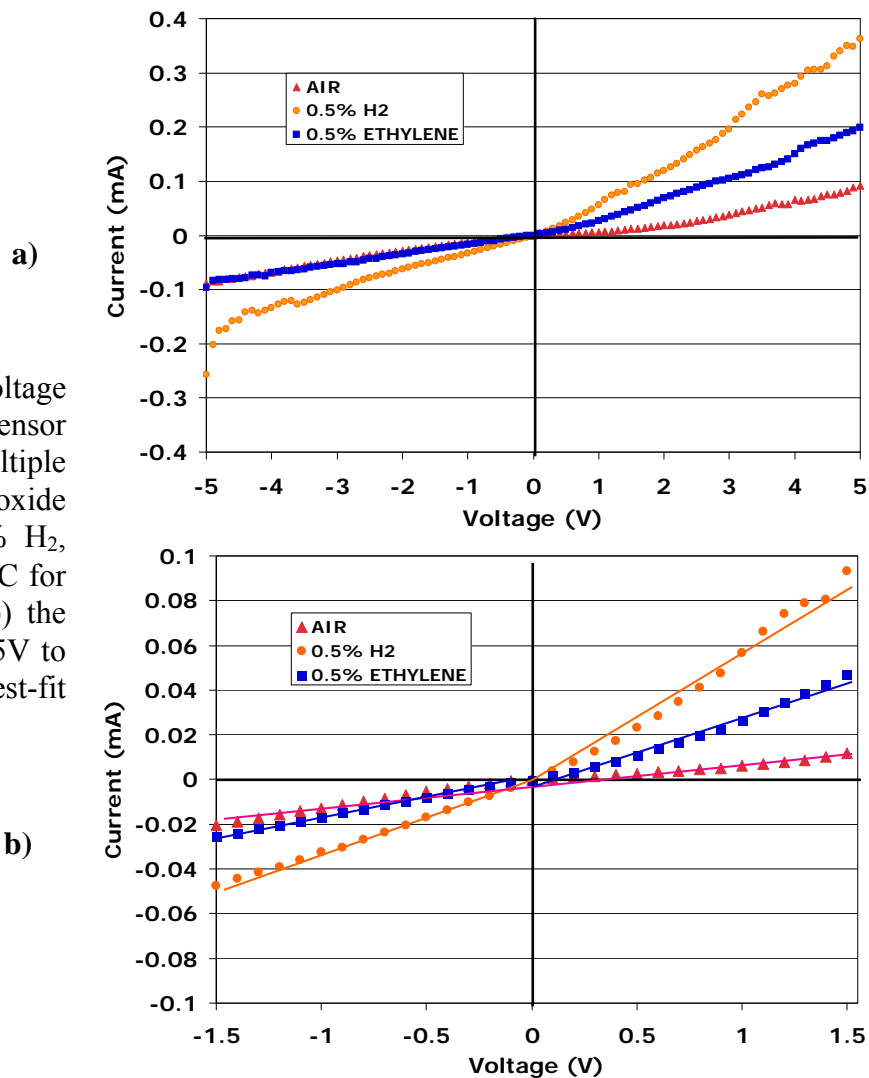 0.4
0.3
0.2
0.1
0
-0.1
-0.2
-0.3
-0.4
Current (mA)
AIR
0.5% H2
0.5% ETHYLENE
-5 -4 -3 -2 -1 0 1 2 3 4 5
Voltage (V)
a)
oltage
ensor
ltiple
oxide
% H₂,
C for
) the
5V to
est-fit
0.1
0.08
0.06
0.04
0.02
0
-0.02
-0.04
-0.06
-0.08
-0.1
Current (mA)
AIR
0.5% H2
0.5% ETHYLENE
b)
-1.5 -1 -0.5 0 0.5 1 1.5
Voltage (V)